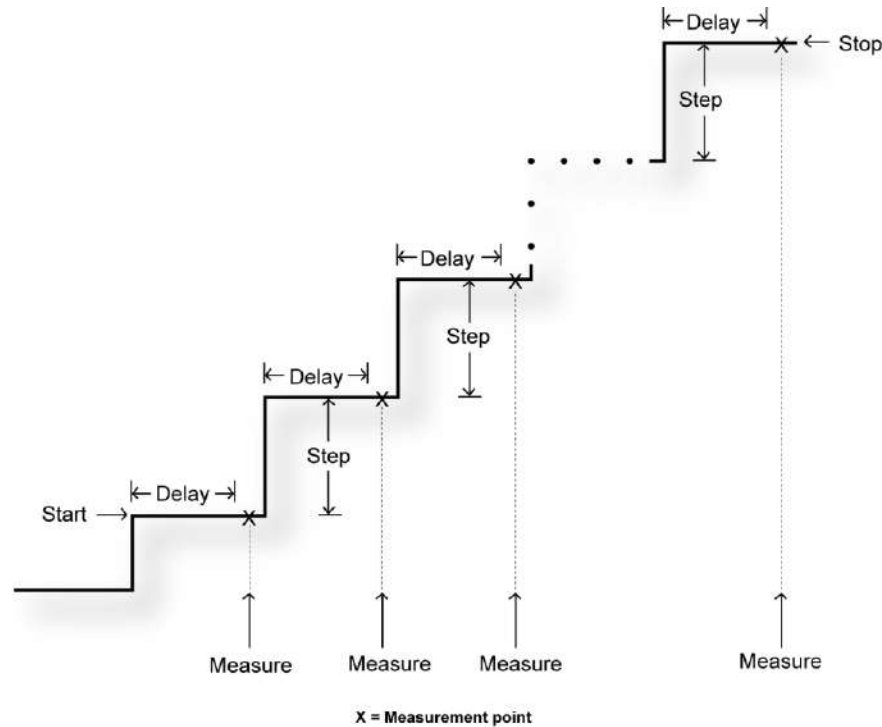 Delay
Stop
Step
Delay
Step
Delay
Step
Delay
Start
Measure
Measure
Measure
Measure
X = Measurement point